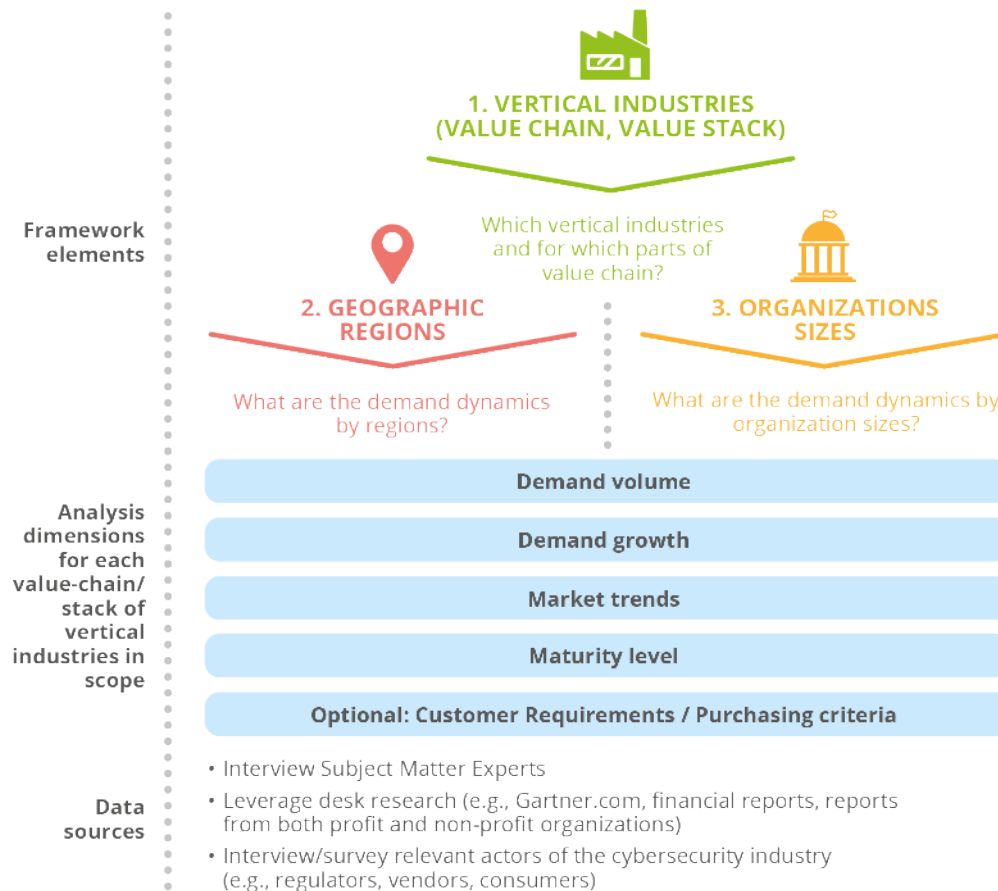 1. VERTICAL INDUSTRIES
(VALUE CHAIN, VALUE STACK)
Framework
elements
Which vertical industries
and for which parts of
value chain?
2. GEOGRAPHIC
REGIONS
3. ORGANIZATIONS
SIZES
What are the demand dynamics
by regions?
What are the demand dynamics by
organization sizes?
Analysis
dimensions
for each
value-chain/
stack of
vertical
industries in
scope
Demand volume
Demand growth
Market trends
Maturity level
Optional: Customer Requirements / Purchasing criteria
Data
sources
• Interview Subject Matter Experts
• Leverage desk research (e.g., Gartner.com, financial reports, reports
from both profit and non-profit organizations)
• Interview/survey relevant actors of the cybersecurity industry
(e.g., regulators, vendors, consumers)